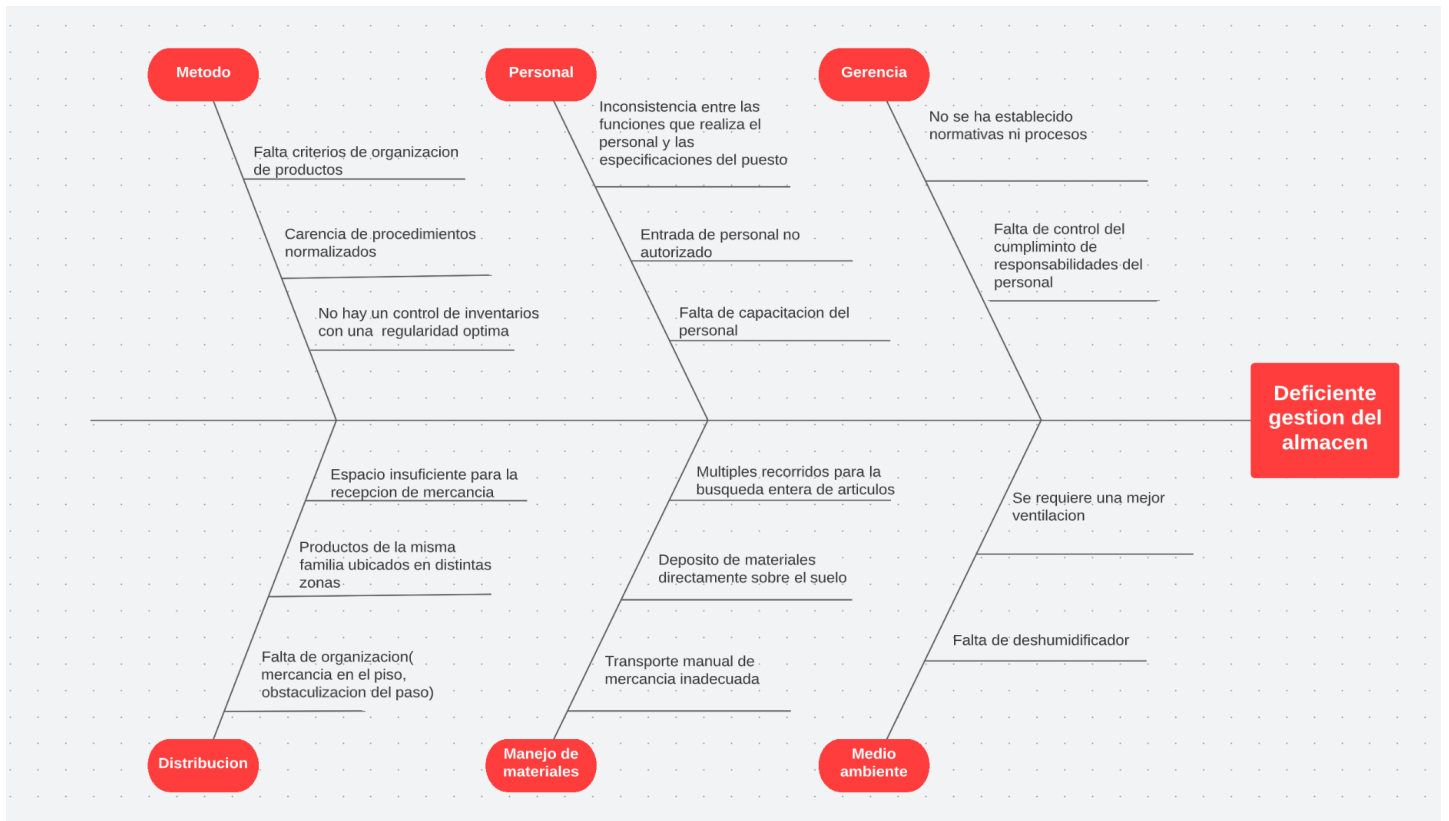 Metodo
Personal
Gerencia
Falta criterios de organizacion
de productos
Carencia de procedimientos
normalizados
No hay un control de inventarios
con una  regularidad optima
Inconsistencia entre las
funciones que realiza el
personal y las
especificaciones del puesto
Entrada de personal no
autorizado
Falta de capacitacion del
personal
No se ha establecido
normativas ni procesos
Falta de control del
cumpliminto de
responsabilidades del
personal
Deficiente
gestion del
almacen
Espacio insuficiente para la
recepcion de mercancia
Productos de la misma
familia ubicados en distintas
zonas
Falta de organizacion(
mercancia en el piso,
obstaculizacion del paso)
Multiples recorridos para la
busqueda entera de articulos
Deposito de materiales
directamente sobre el suelo
Transporte manual de
mercancia inadecuada
Se requiere una mejor
ventilacion
Falta de deshumidificador
Distribucion
Manejo de
materiales
Medio
ambiente